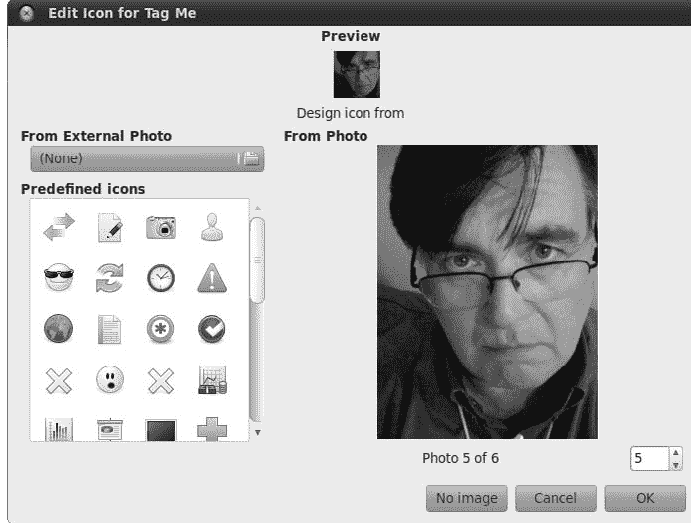 Edit Icon for Tag Me
Preview
Design icon from
From External Photo
From Photo
(None)
Predefined icons
Photo 5 of 6
5
No image
Cancel
OK